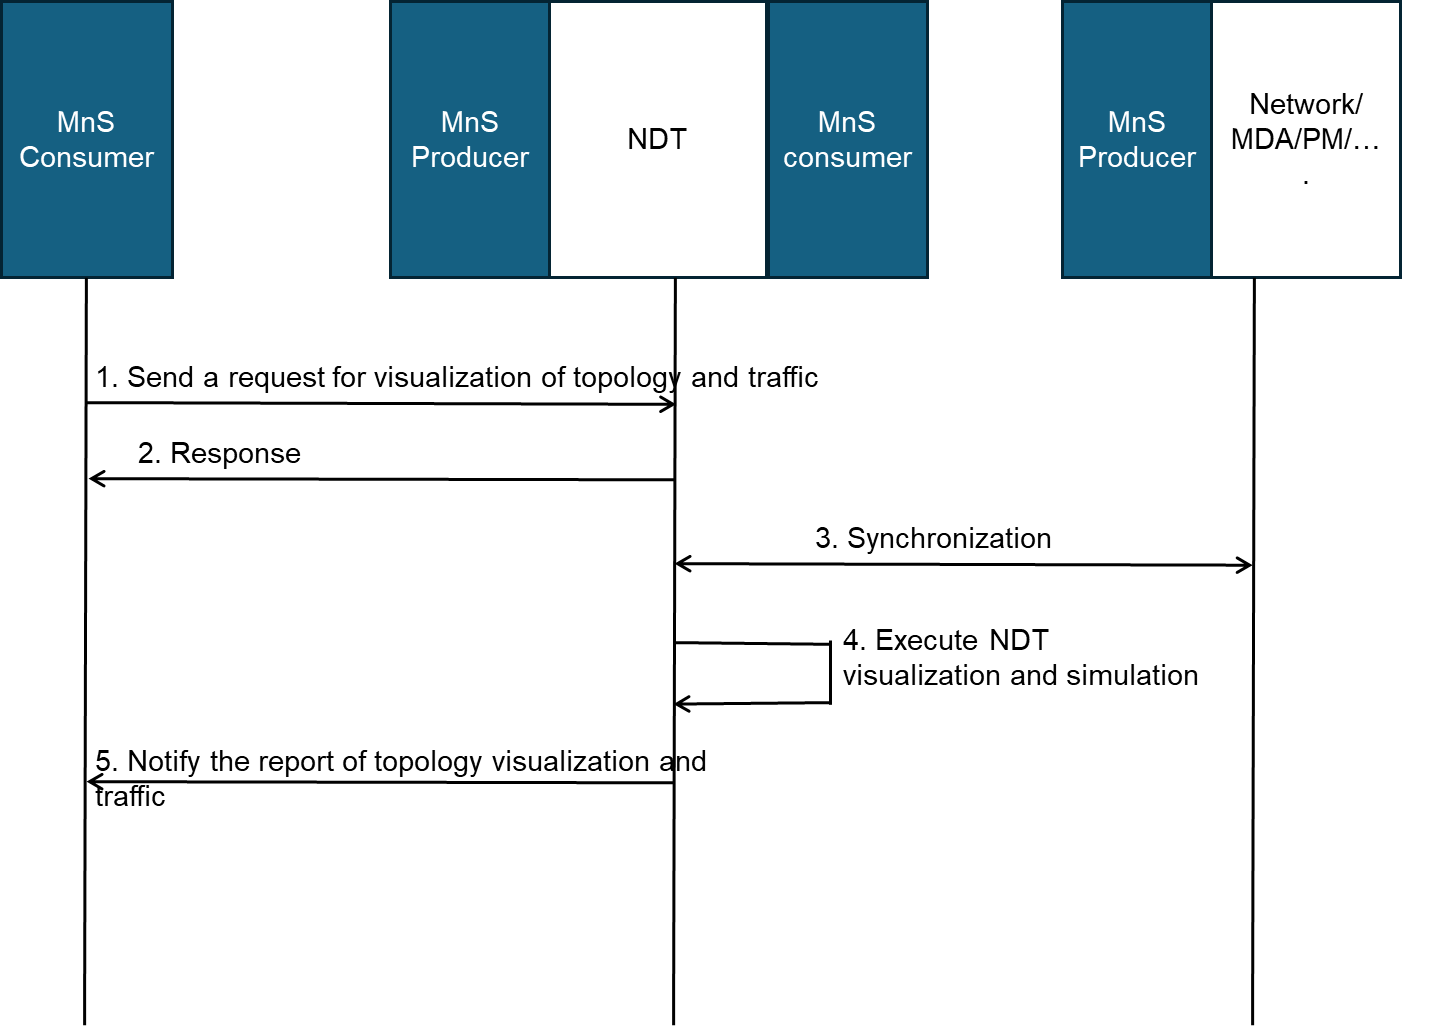 MnS
Consumer
MnS
Producer
NDT
MnS
consumer
MnS
Producer
Network/
MDA/PM/…
.
1. Send a request for visualization of topology and traffic
2. Response
3. Synchronization
4. Execute NDT
visualization and simulation
5. Notify the report of topology visualization and
traffic